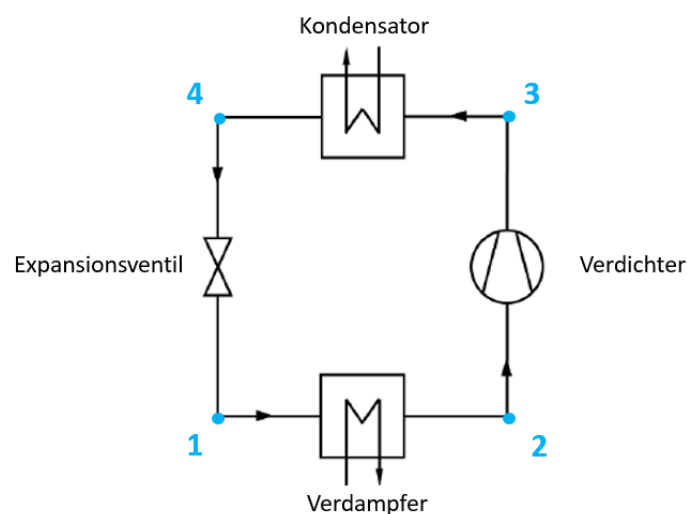 Kondensator
4
3
Expansionsventil
Verdichter
1
2
Verdampfer